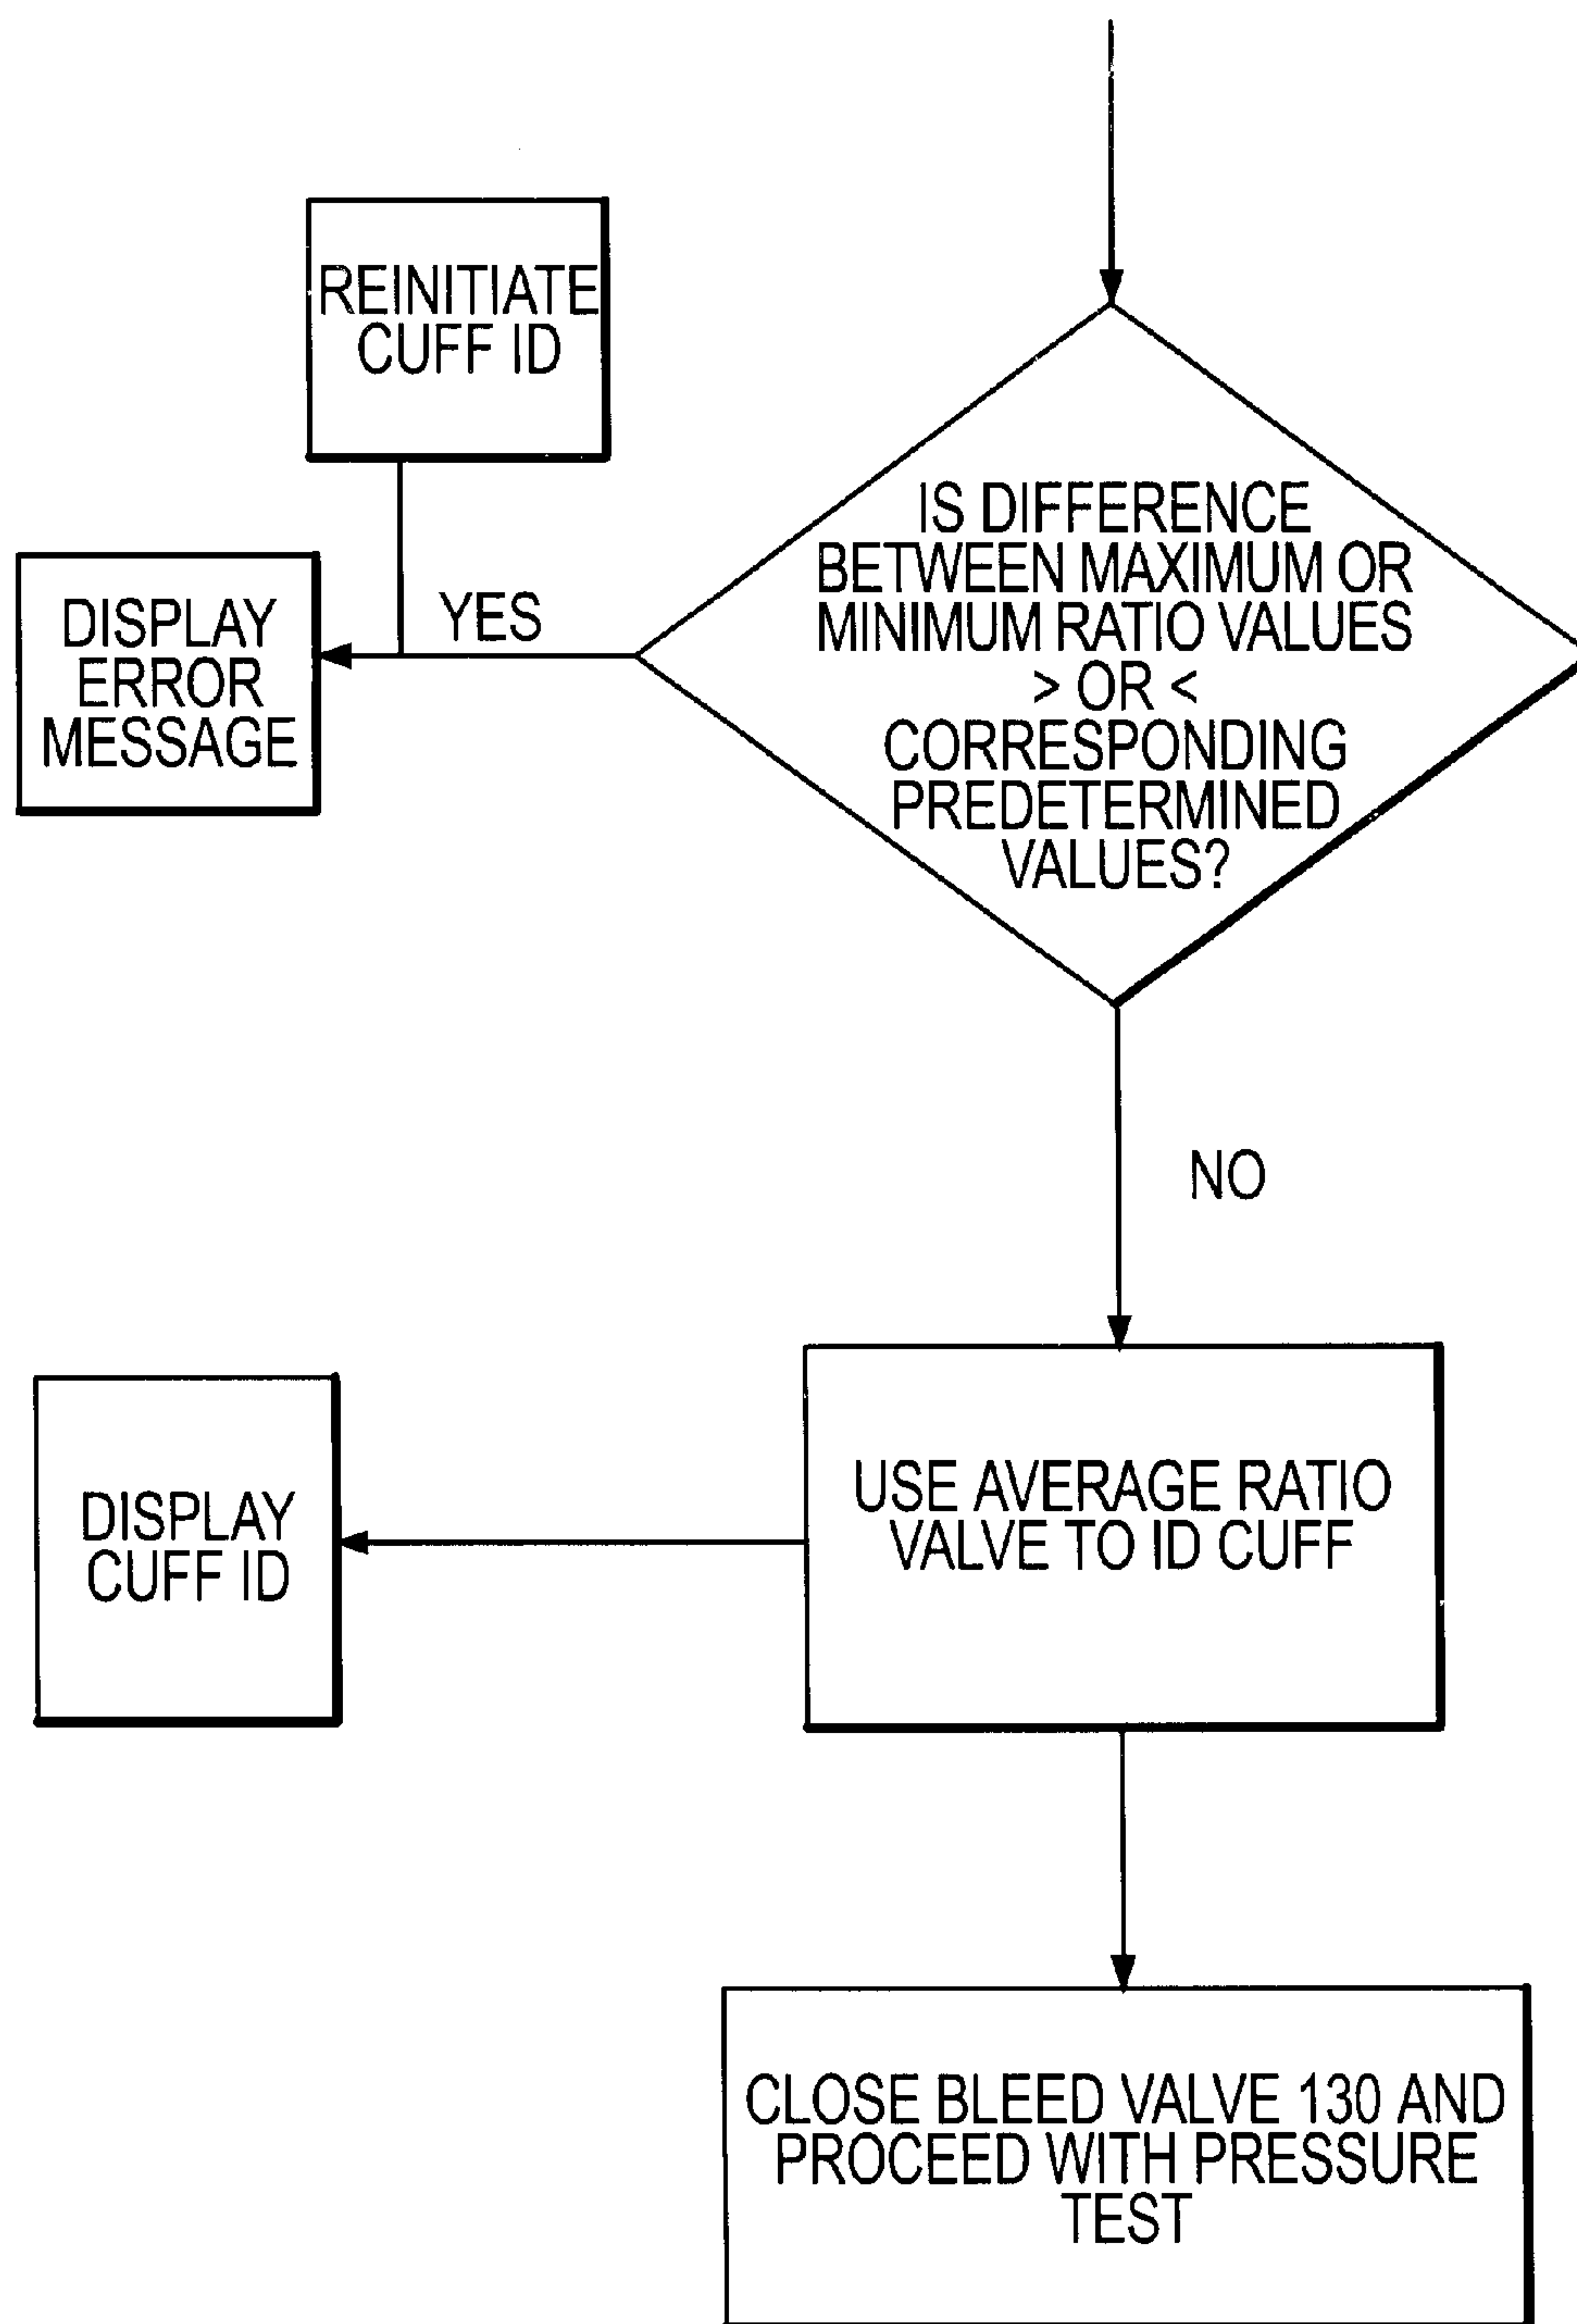 REINITIATE
CUFF ID
IS DIFFERENCE
BETWEEN MAXIMUM OR
MINIMUM RATIO VALUES
> OR <
CORRESPONDING
PREDETERMINED
VALUES?
YES
DISPLAY
ERROR
MESSAGE
NO
USE AVERAGE RATIO
VALVE TO ID CUFF
DISPLAY
CUFF ID
CLOSE BLEED VALVE 130 AND
PROCEED WITH PRESSURE
TEST